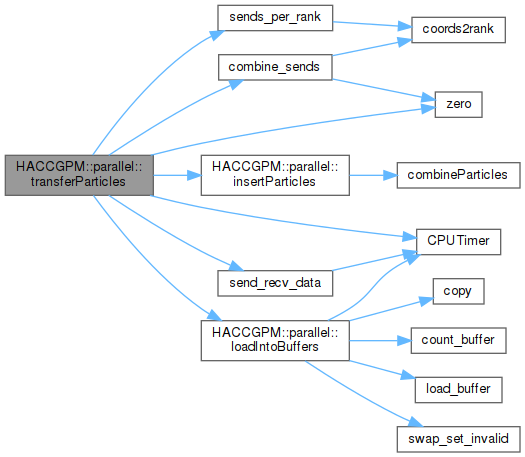 sends_per_rank
coords2rank
combine_sends
zero
HACCGPM::parallel::
transferParticles
HACCGPM::parallel::
insertParticles
combineParticles
CPUTimer
send_recv_data
copy
HACCGPM::parallel::
loadIntoBuffers
count_buffer
load_buffer
swap_set_invalid